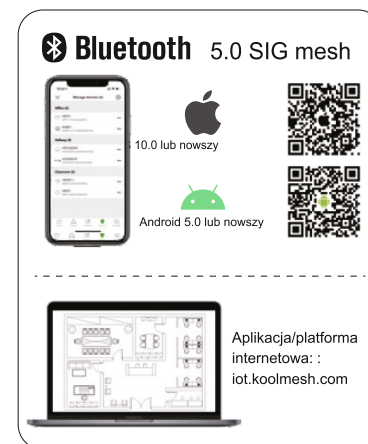 Bluetooth 5.0 SIG mesh
10.0 lub nowszy
Android 5.0 lub nowszy
Aplikacja/platforma
internetowa: :
iot.koolmesh.com